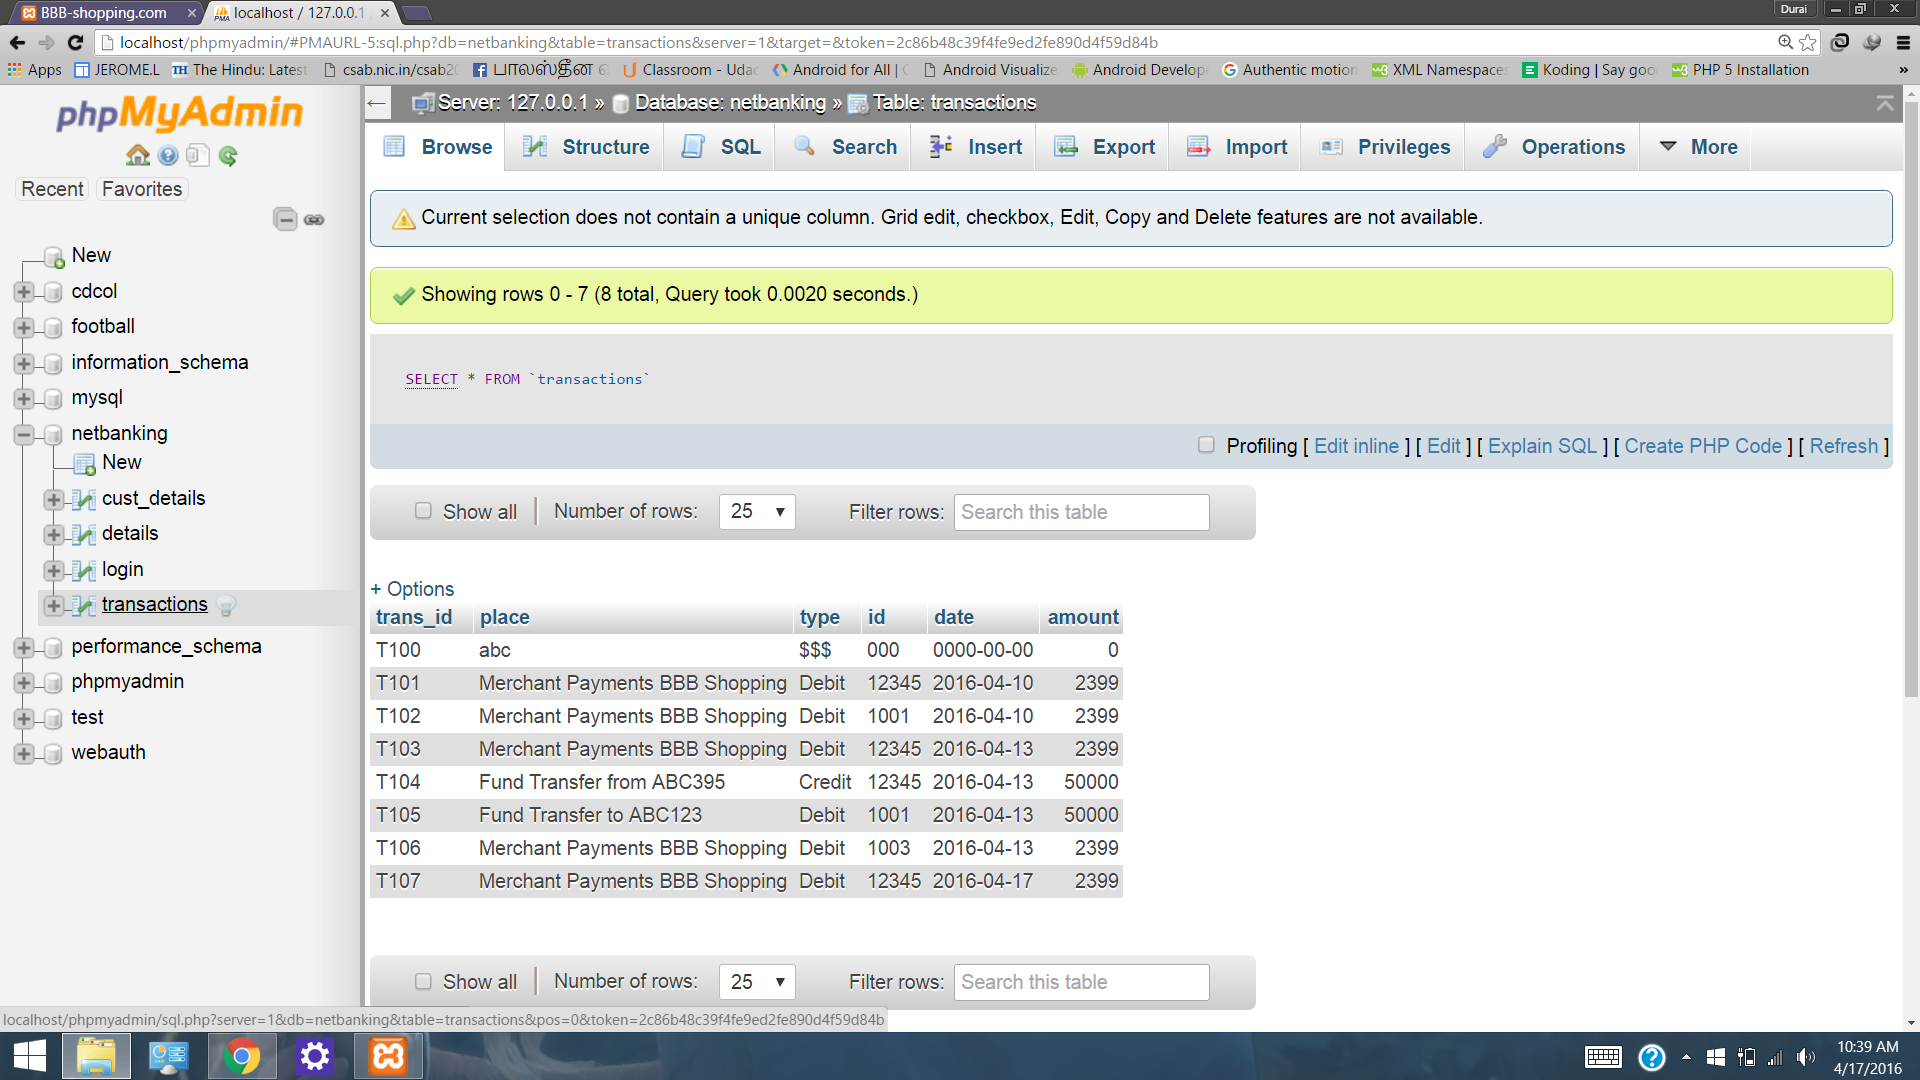 BBB-shopping.com
localhost / 127.0.0.1
Durai
localhost/phpmyadmin/#PMAURL-5:sql.php?db=netbanking&table=transactions&server=1&target=&token=2c86b48c39f4fe9ed2fe890d4f59d84b
Apps JEROME.L The Hindu: Latest csab.nic.in/csab20 Classroom - Udac Android for All | Android Visualize Android Develop Authentic motion XML Namespaces Koding | Say goo PHP 5 Installation »
phpMyAdmin
Recent Favorites
New
cdcol
football
information_schema
mysql
netbanking
New
cust_details
details
login
transactions
performance_schema
phpmyadmin
test
webauth
Server: 127.0.0.1 » Database: netbanking » Table: transactions
Browse Structure SQL Search Insert Export Import Privileges Operations More
Current selection does not contain a unique column. Grid edit, checkbox, Edit, Copy and Delete features are not available.
Showing rows 0 - 7 (8 total, Query took 0.0020 seconds.)
SELECT * FROM `transactions`
Profiling [ Edit inline ] [ Edit ] [ Explain SQL ] [ Create PHP Code ] [ Refresh ]
Show all Number of rows: 25 Filter rows: Search this table
+ Options
trans_id place type id date amount
T100 abc $$$ 000 0000-00-00 0
T101 Merchant Payments BBB Shopping Debit 12345 2016-04-10 2399
T102 Merchant Payments BBB Shopping Debit 1001 2016-04-10 2399
T103 Merchant Payments BBB Shopping Debit 12345 2016-04-13 2399
T104 Fund Transfer from ABC395 Credit 12345 2016-04-13 50000
T105 Fund Transfer to ABC123 Debit 1001 2016-04-13 50000
T106 Merchant Payments BBB Shopping Debit 1003 2016-04-13 2399
T107 Merchant Payments BBB Shopping Debit 12345 2016-04-17 2399
Show all Number of rows: 25 Filter rows: Search this table
localhost/phpmyadmin/sql.php?server=1&db=netbanking&table=transactions&pos=0&token=2c86b48c39f4fe9ed2fe890d4f59d84b
10:39 AM
4/17/2016